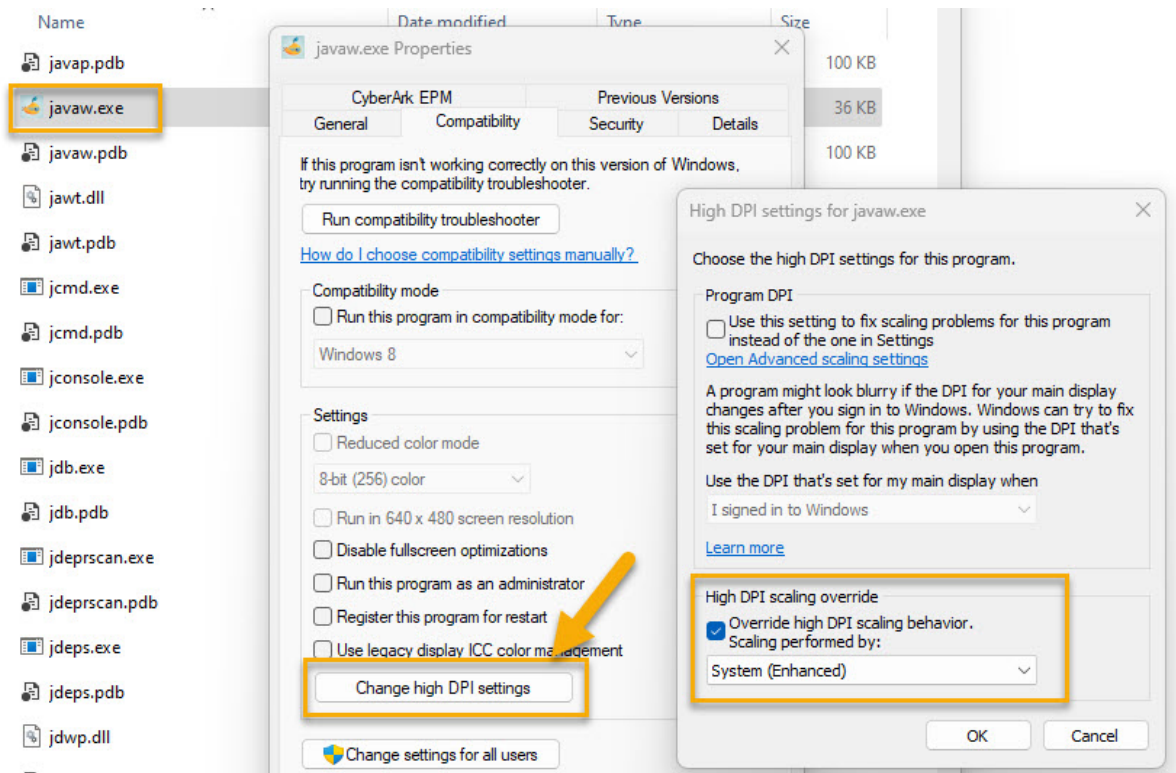 Name
Date modified
Type
Size
javap.pdb
100 KB
javaw.exe
36 KB
javaw.pdb
100 KB
jawt.dll
jawt.pdb
jcmd.exe
jcmd.pdb
jconsole.exe
jconsole.pdb
jdb.exe
jdb.pdb
jdeprscan.exe
jdeprscan.pdb
jdeps.exe
jdeps.pdb
jdwp.dll
javaw.exe Properties
CyberArk EPM
Previous Versions
General
Compatibility
Security
Details
If this program isn't working correctly on this version of Windows,
try running the compatibility troubleshooter.
Run compatibility troubleshooter
How do I choose compatibility settings manually?
Compatibility mode
Run this program in compatibility mode for:
Windows 8
Settings
Reduced color mode
8-bit (256) color
Run in 640 x 480 screen resolution
Disable fullscreen optimizations
Run this program as an administrator
Register this program for restart
Use legacy display ICC color management
Change high DPI settings
Change settings for all users
High DPI settings for javaw.exe
Choose the high DPI settings for this program.
Program DPI
Use this setting to fix scaling problems for this program
instead of the one in Settings
Open Advanced scaling settings
A program might look blurry if the DPI for your main display
changes after you sign in to Windows. Windows can try to fix
this scaling problem for this program by using the DPI that's
set for your main display when you open this program.
Use the DPI that's set for my main display when
I signed in to Windows
Learn more
High DPI scaling override
Override high DPI scaling behavior.
Scaling performed by:
System (Enhanced)
OK
Cancel